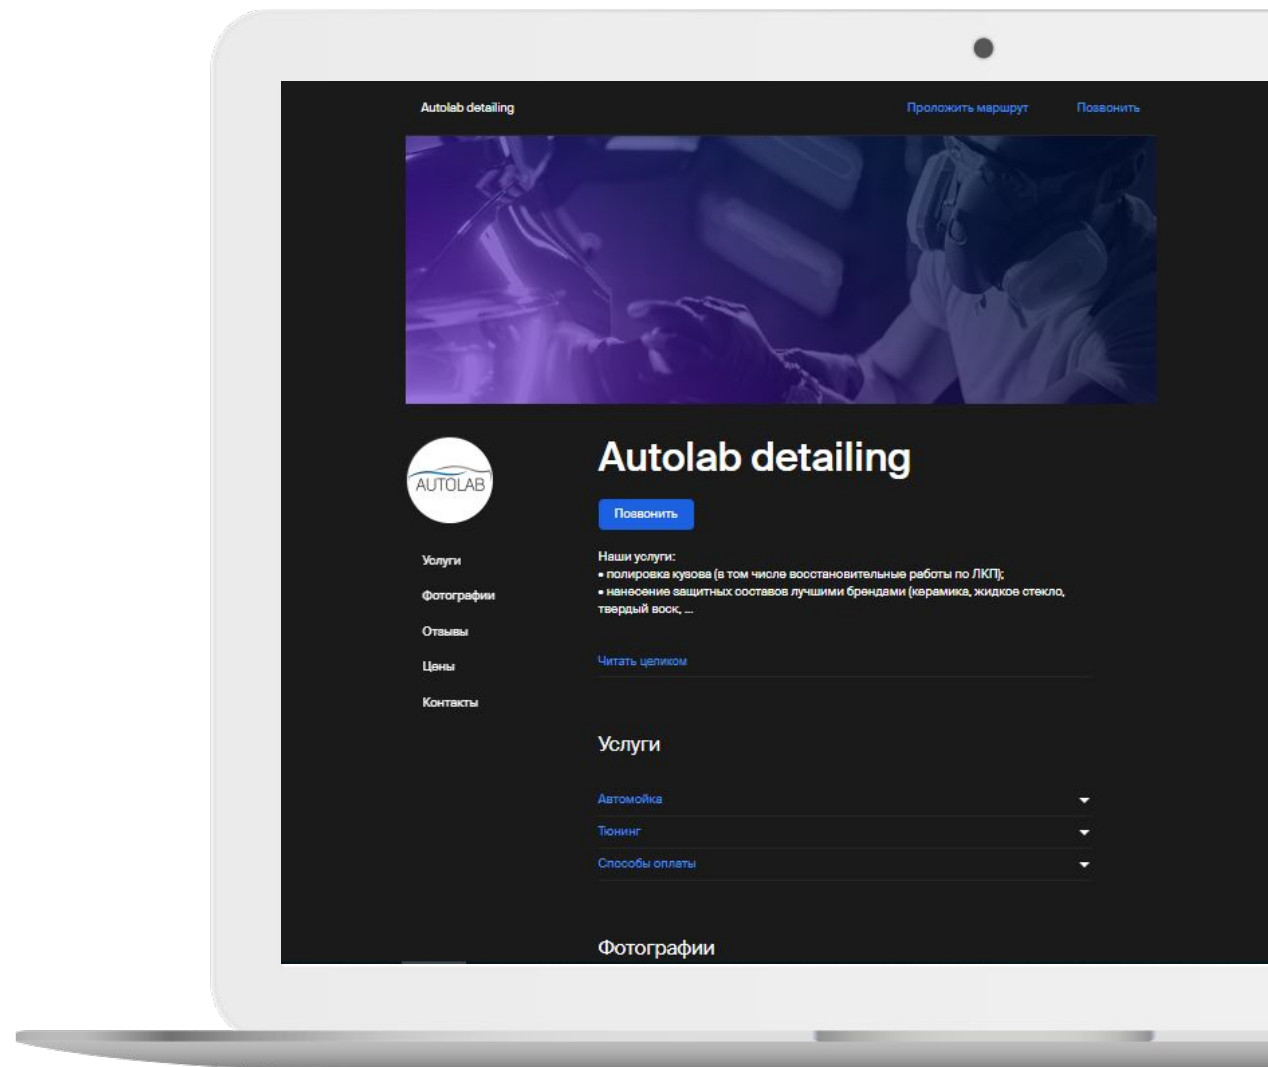 Autolab detailing
Проложить маршрут
Позвонить
AUTOLAB
Autolab detailing
Позвонить
Наши услуги:
• полировка кузова (в том числе восстановительные работы по ЛКП);
• нанесение защитных составов лучшими брендами (керамика, жидкое стекло,
твердый воск, ...
Читать целиком
Услуги
Фотографии
Отзывы
Цены
Контакты
Услуги
Автомойка
Тюнинг
Способы оплаты
Фотографии